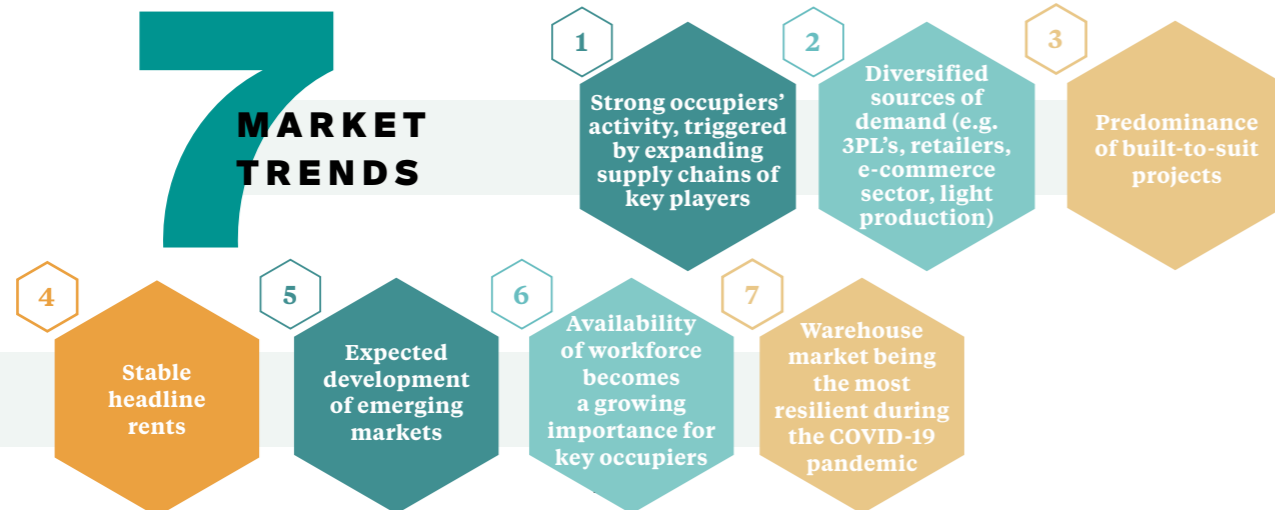 7
MARKET
TRENDS
1
Strong occupiers’
activity, triggered
by expanding
supply chains of
key players
2
Diversified
sources of
demand (e.g.
3PL’s, retailers,
e-commerce
sector, light
production)
3
Predominance
of built-to-suit
projects
4
Stable
headline
rents
5
Expected
development
of emerging
markets
6
Availability
of workforce
becomes
a growing
importance for
key occupiers
7
Warehouse
market being
the most
resilient during
the COVID-19
pandemic